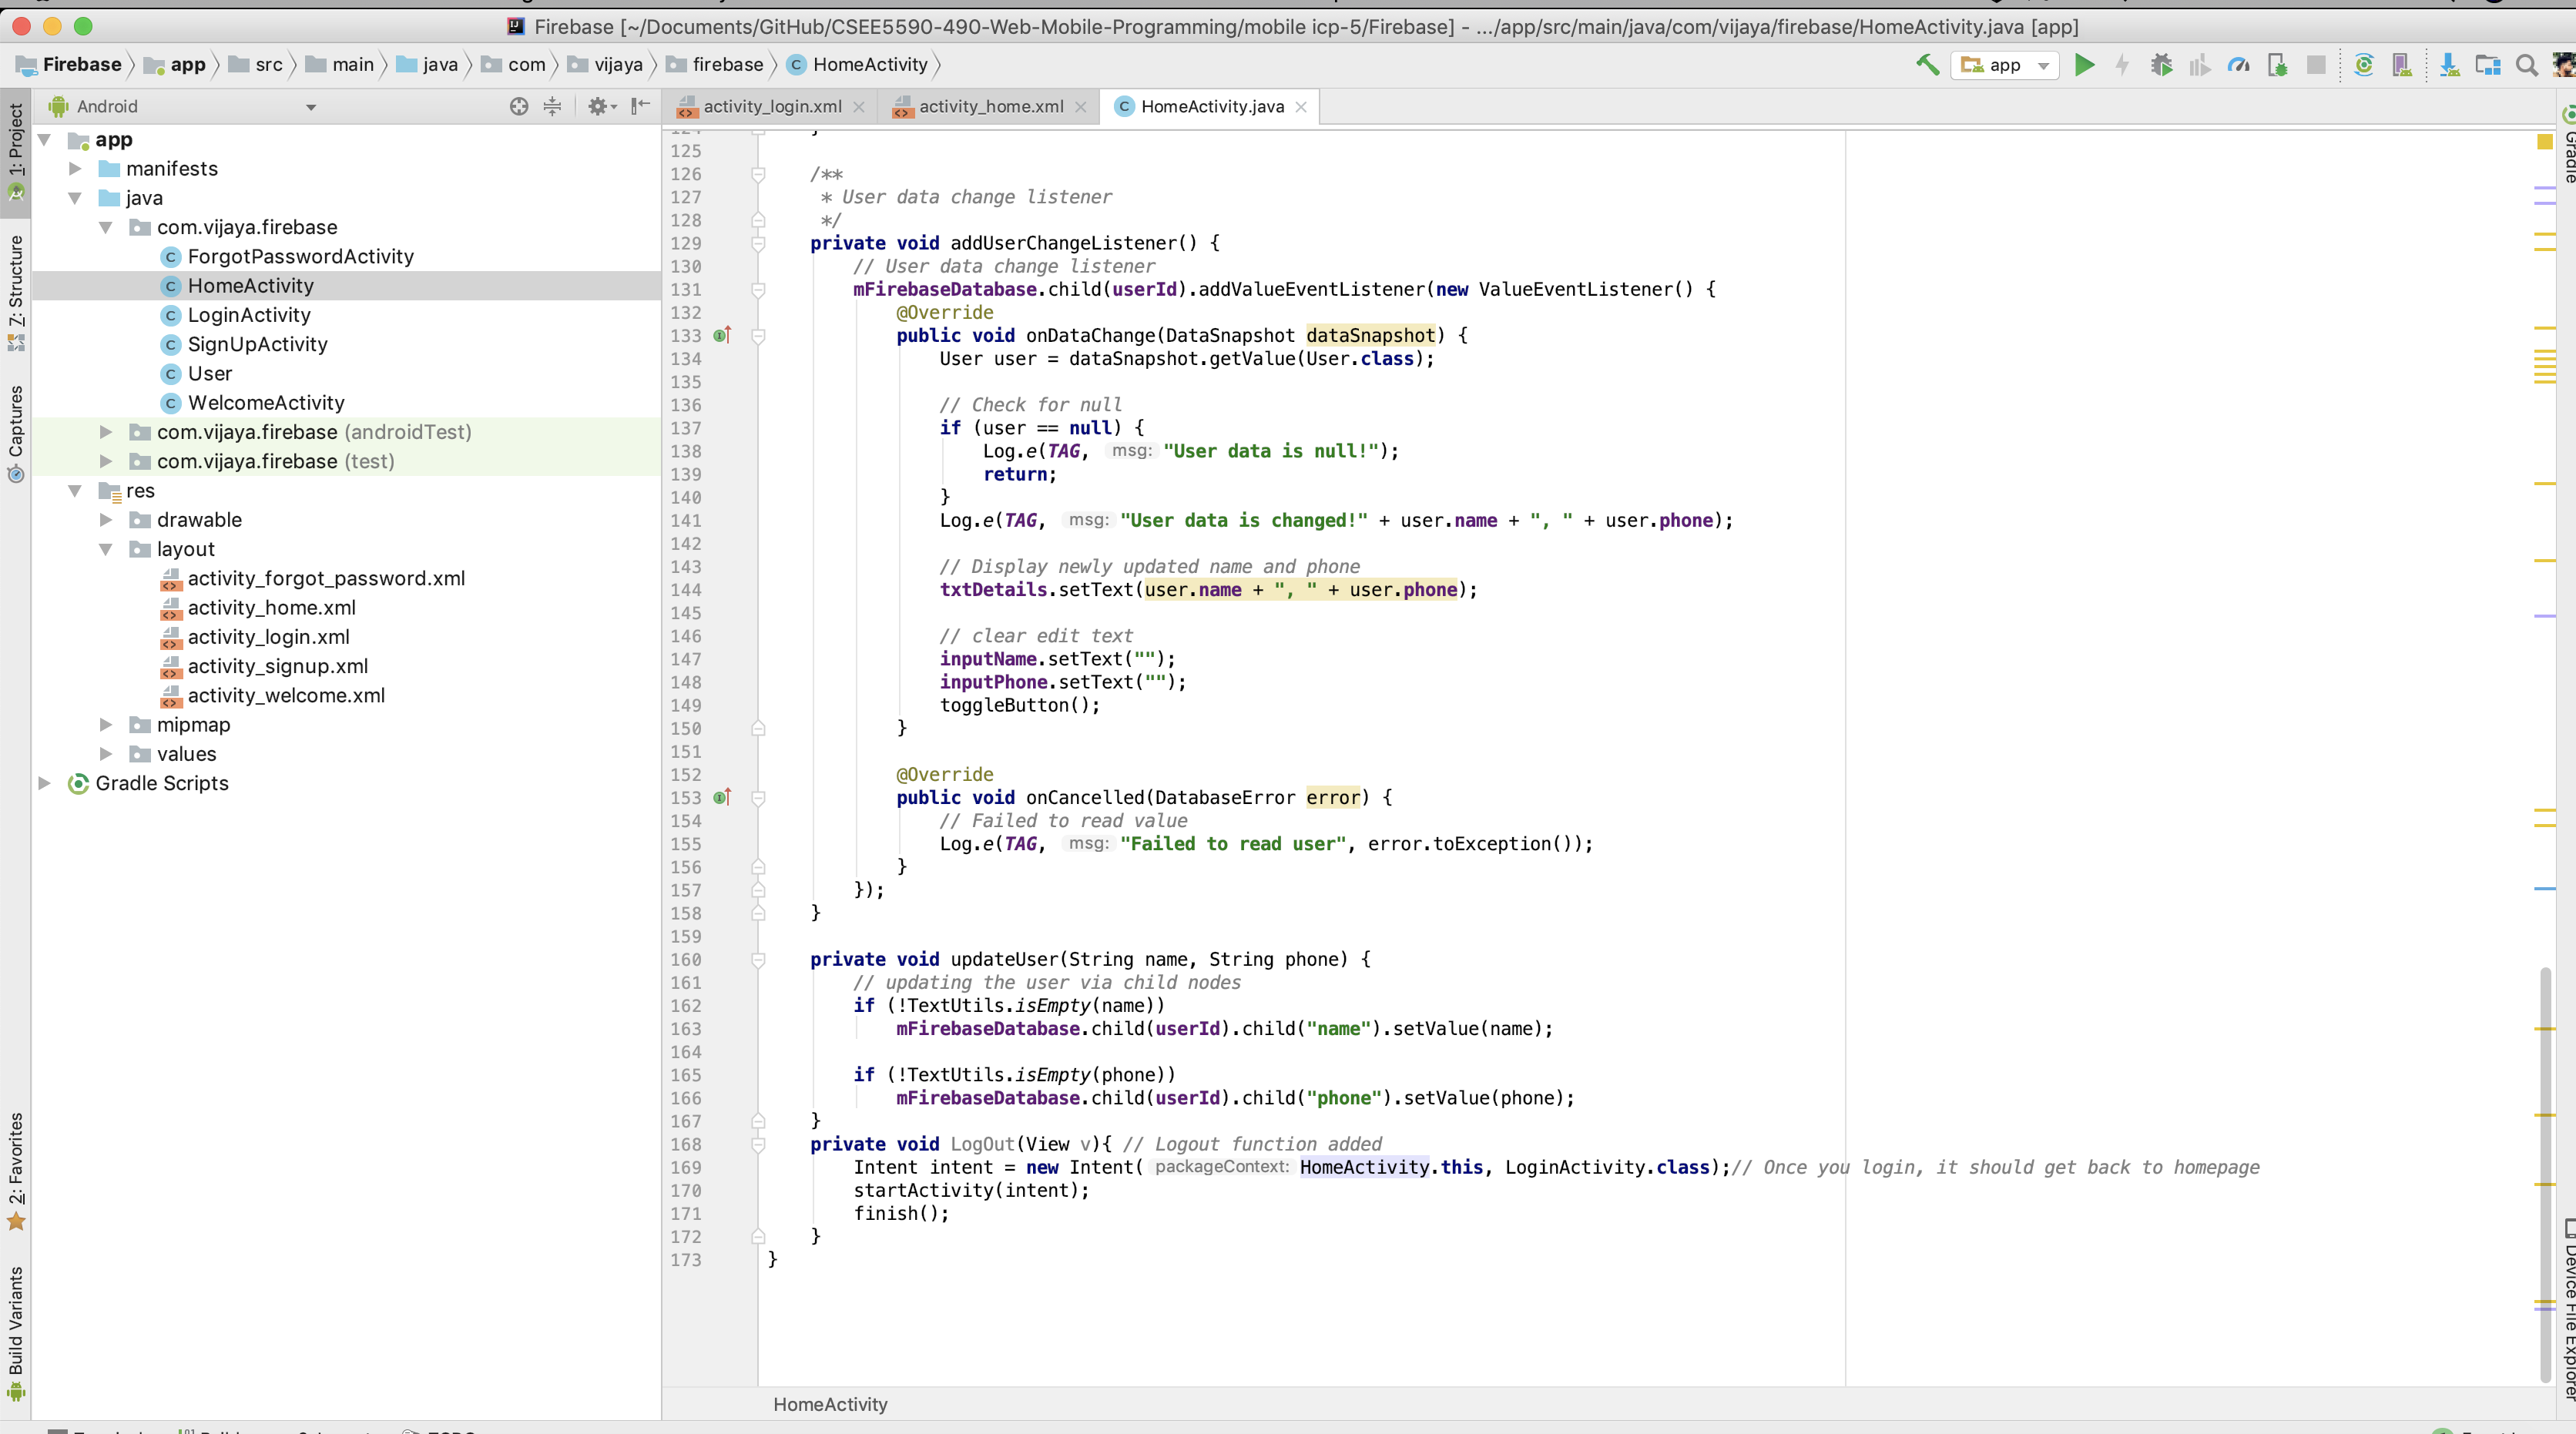 Firebase [~/Documents/GitHub/CSEE5590-490-Web-Mobile-Programming/mobile icp-5/Firebase] - .../app/src/main/java/com/vijaya/firebase/HomeActivity.java [app]
Firebase app src main java com vijaya firebase C HomeActivity app
Android
activity_login.xml activity_home.xml C HomeActivity.java
1: Project
Z: Structure
Captures
2: Favorites
Build Variants
app
manifests
java
com.vijaya.firebase
C ForgotPasswordActivity
C HomeActivity
C LoginActivity
C SignUpActivity
C User
C WelcomeActivity
com.vijaya.firebase (androidTest)
com.vijaya.firebase (test)
res
drawable
layout
activity_forgot_password.xml
activity_home.xml
activity_login.xml
activity_signup.xml
activity_welcome.xml
mipmap
values
Gradle Scripts
125
126 /**
127 * User data change listener
128 */
129 private void addUserChangeListener() {
130 // User data change listener
131 mFirebaseDatabase.child(userId).addValueEventListener(new ValueEventListener() {
132 @Override
133 public void onDataChange(DataSnapshot dataSnapshot) {
134 User user = dataSnapshot.getValue(User.class);
135
136 // Check for null
137 if (user == null) {
138 Log.e(TAG, msg: "User data is null!");
139 return;
140 }
141 Log.e(TAG, msg: "User data is changed!" + user.name + ", " + user.phone);
142
143 // Display newly updated name and phone
144 txtDetails.setText(user.name + ", " + user.phone);
145
146 // clear edit text
147 inputName.setText("");
148 inputPhone.setText("");
149 toggleButton();
150 }
151
152 @Override
153 public void onCancelled(DatabaseError error) {
154 // Failed to read value
155 Log.e(TAG, msg: "Failed to read user", error.toException());
156 }
157 });
158 }
159
160 private void updateUser(String name, String phone) {
161 // updating the user via child nodes
162 if (!TextUtils.isEmpty(name))
163 mFirebaseDatabase.child(userId).child("name").setValue(name);
164
165 if (!TextUtils.isEmpty(phone))
166 mFirebaseDatabase.child(userId).child("phone").setValue(phone);
167 }
168 private void LogOut(View v){ // Logout function added
169 Intent intent = new Intent( packageContext: HomeActivity.this, LoginActivity.class);// Once you login, it should get back to homepage
170 startActivity(intent);
171 finish();
172 }
173 }
HomeActivity
Gradle
Device File Explorer